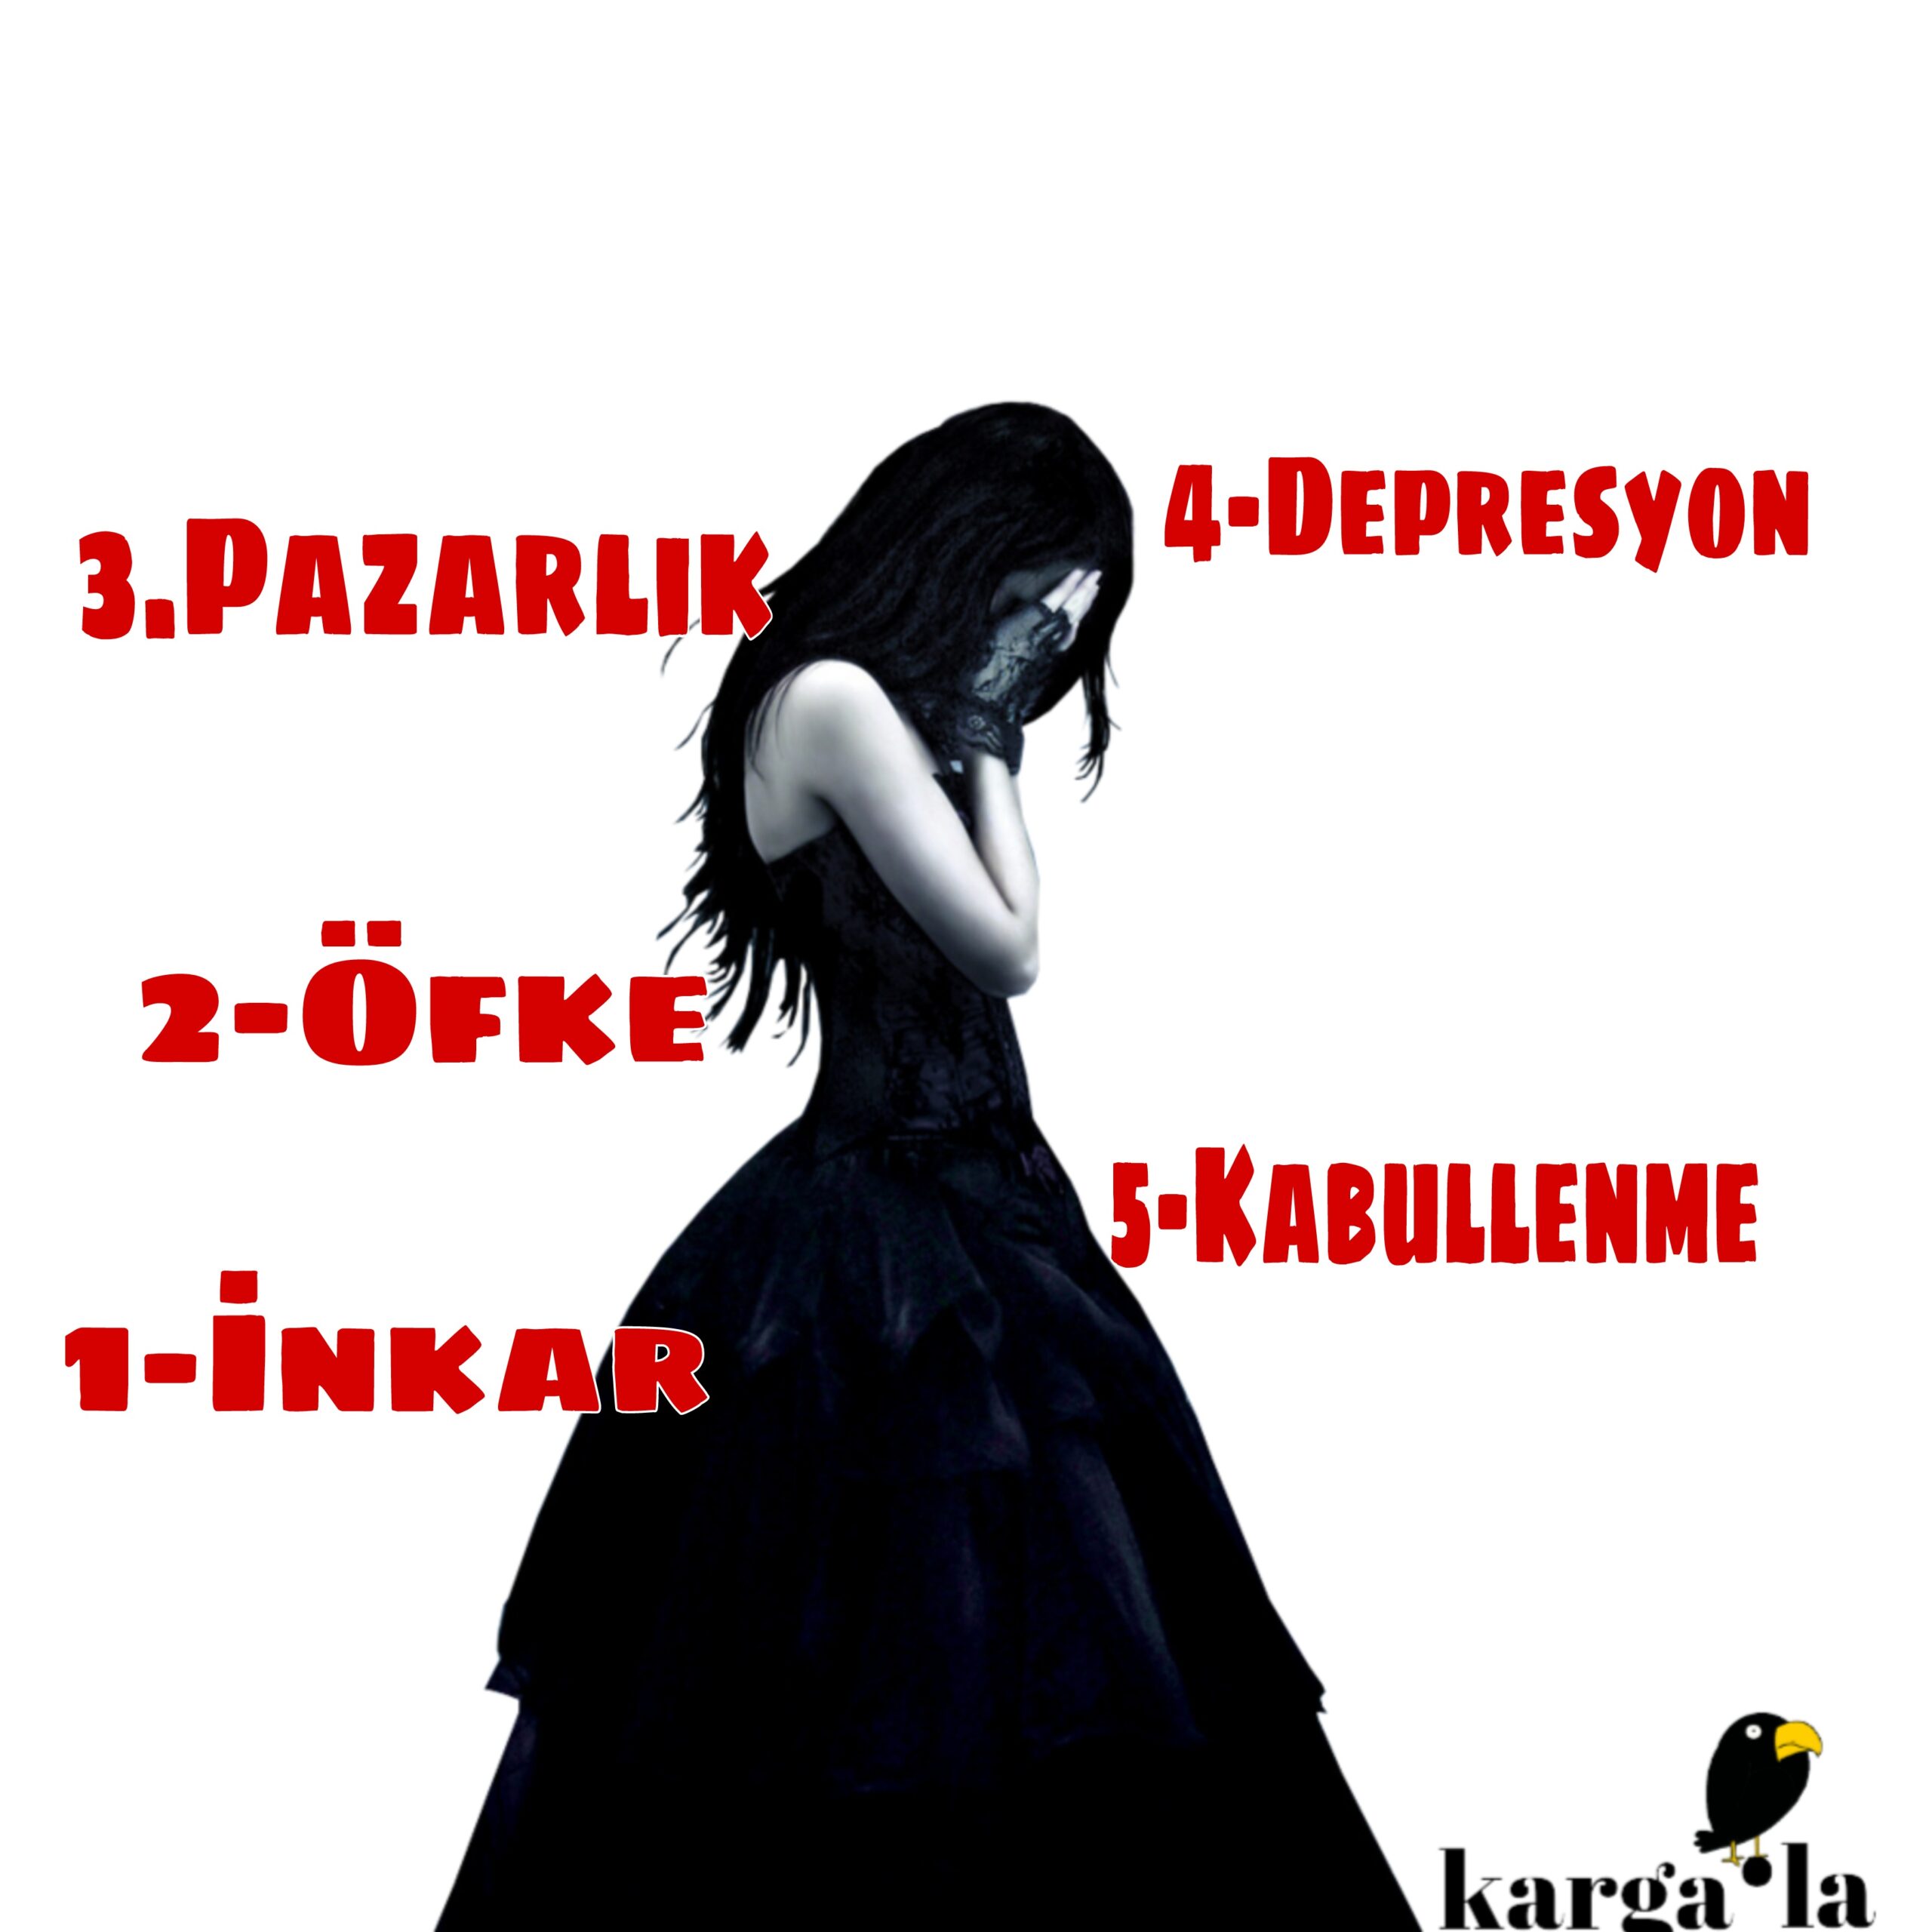 3.Pazarlık
4-Depresyon
2-Öfke
5-Kabullenme
1-İnkar
karga•la